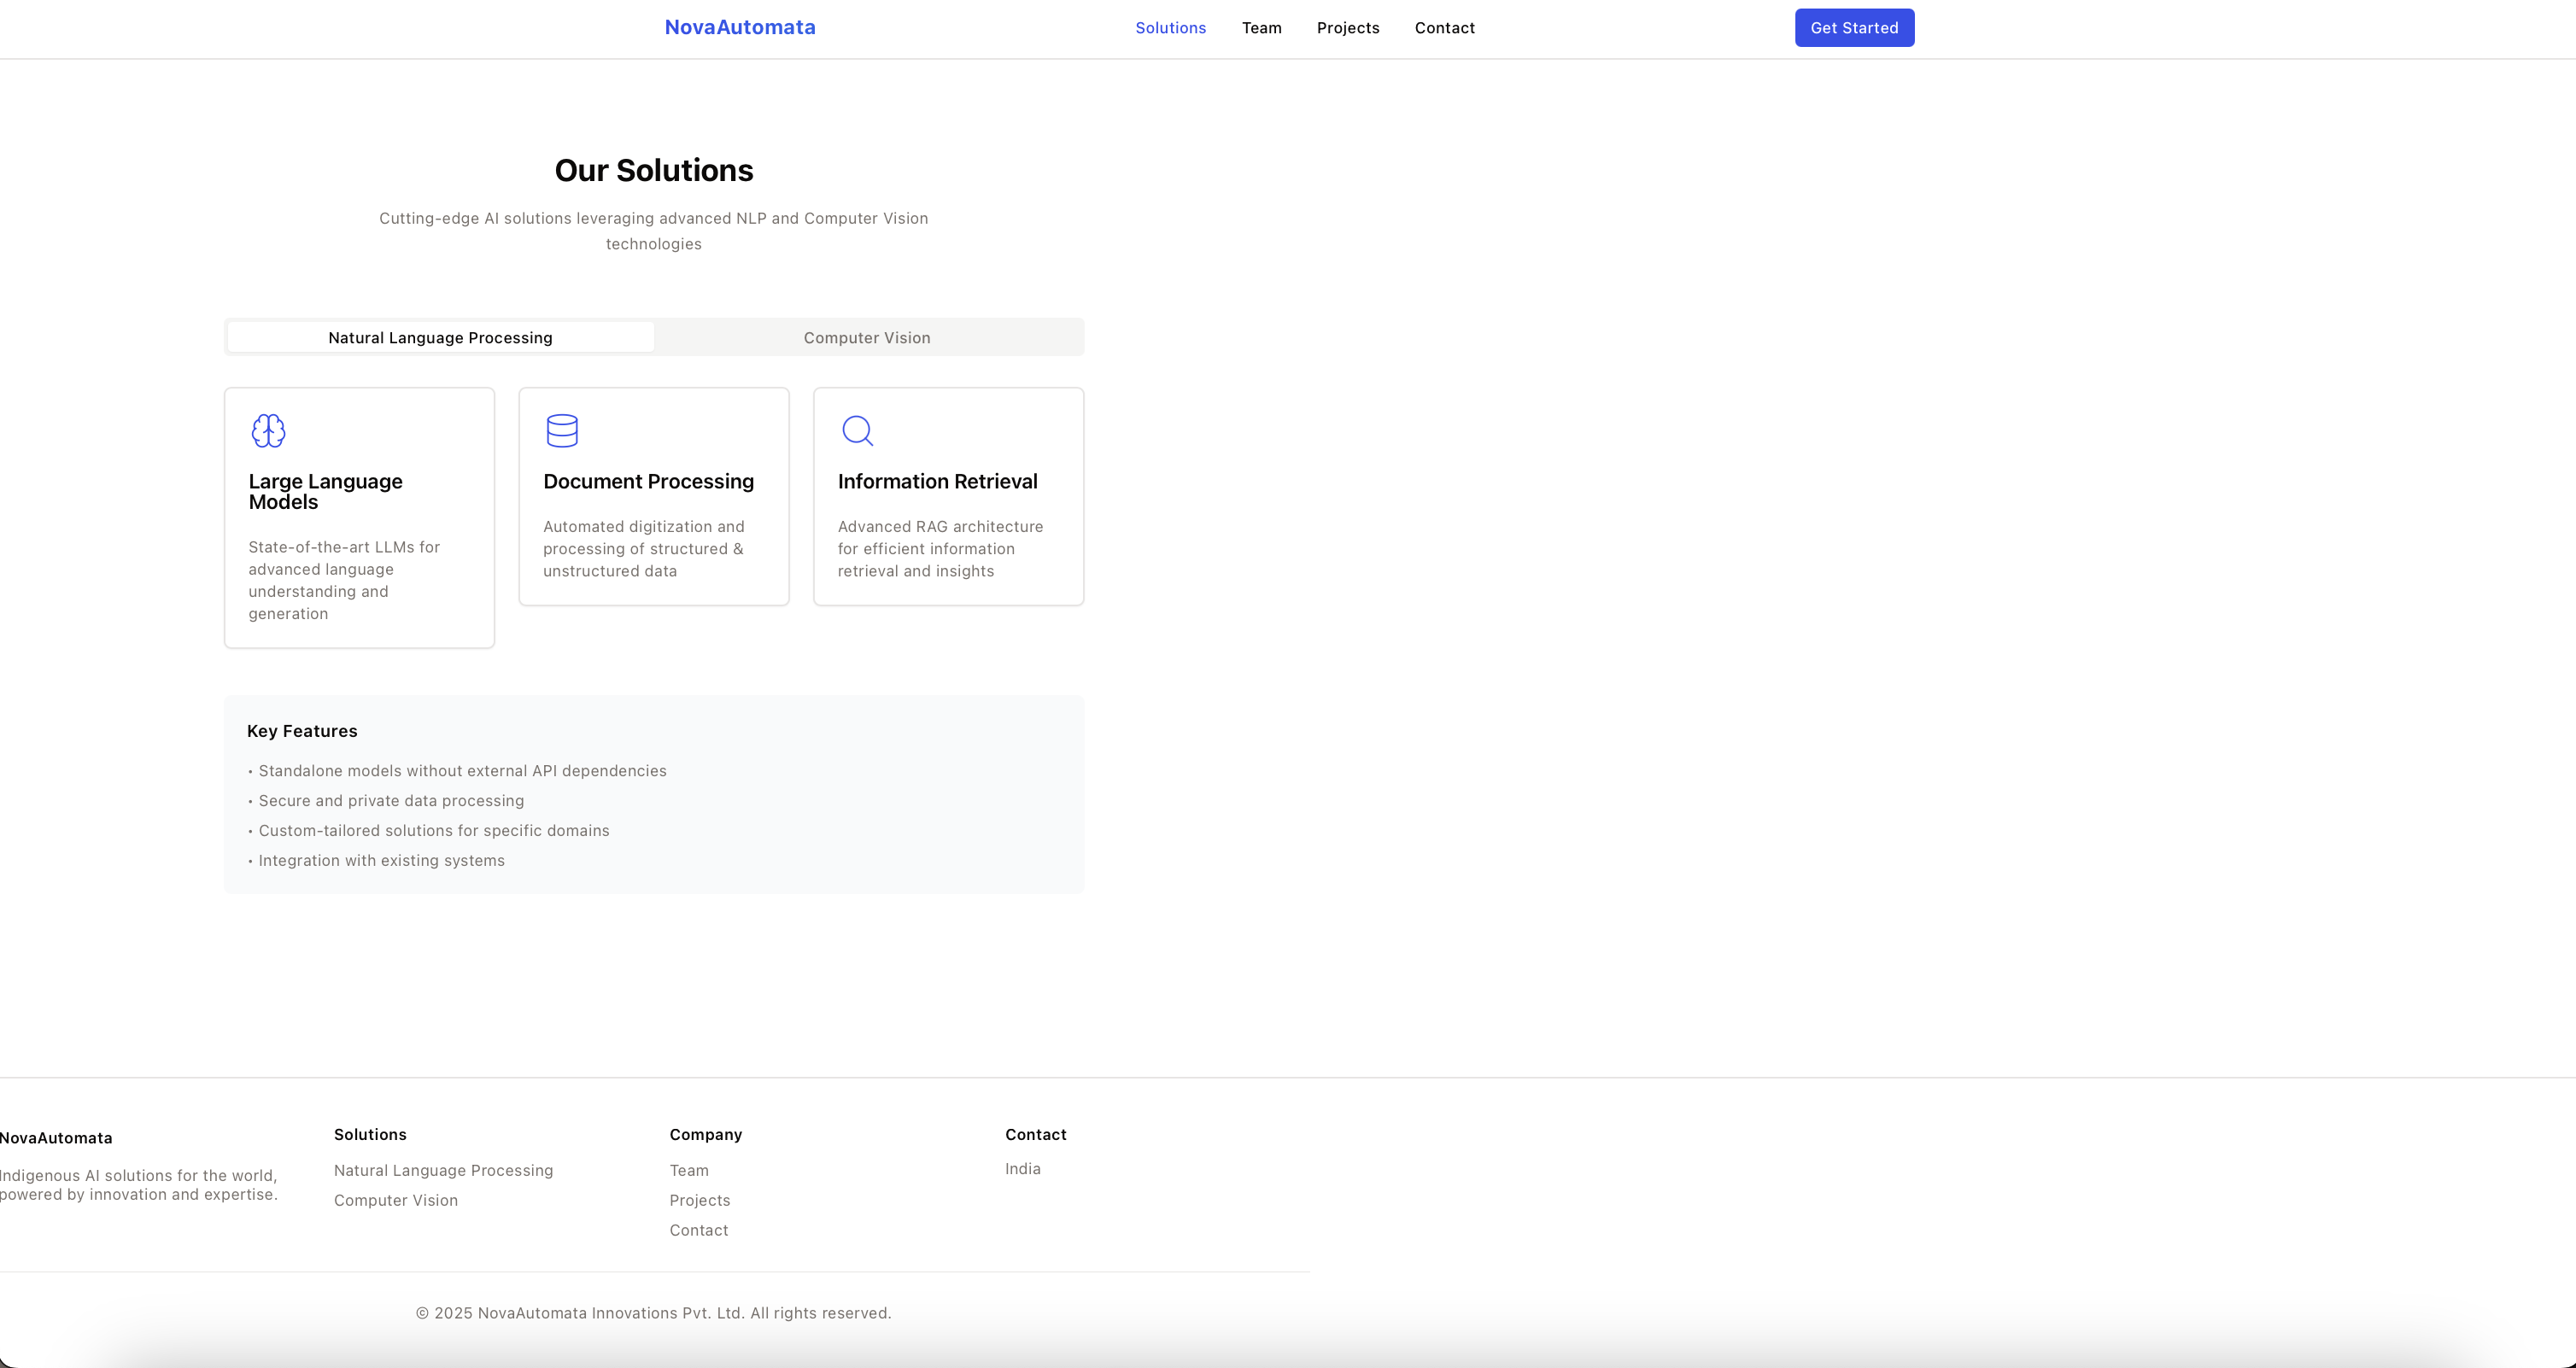 NovaAutomata
Solutions Team Projects Contact
Get Started
Our Solutions
Cutting-edge AI solutions leveraging advanced NLP and Computer Vision
technologies
Natural Language Processing
Computer Vision
Large Language
Models
State-of-the-art LLMs for
advanced language
understanding and
generation
Document Processing
Automated digitization and
processing of structured &
unstructured data
Information Retrieval
Advanced RAG architecture
for efficient information
retrieval and insights
Key Features
• Standalone models without external API dependencies
• Secure and private data processing
• Custom-tailored solutions for specific domains
• Integration with existing systems
NovaAutomata
Indigenous AI solutions for the world,
powered by innovation and expertise.
Solutions
Natural Language Processing
Computer Vision
Company
Team
Projects
Contact
Contact
India
© 2025 NovaAutomata Innovations Pvt. Ltd. All rights reserved.